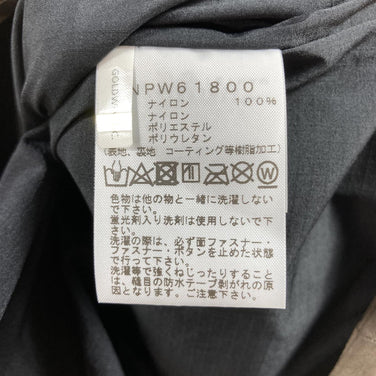 GOLDW
NPW61800
ナイロン 100%
ナイロン
ポリエステル
ポリウレタン
(表地、裏地 コーティング等樹脂加工)
色物は他の物と一緒に洗濯しない
で下さい。
蛍光剤入り洗剤は使用しないで下
さい。
洗濯の際は、必ず面ファスナー・
ファスナー・ボタンを止めた状態
で行って下さい。
洗濯等で強くねじったりすること
は、縫目の防水テープ剥がれの原
因となります。ご注意下さい。